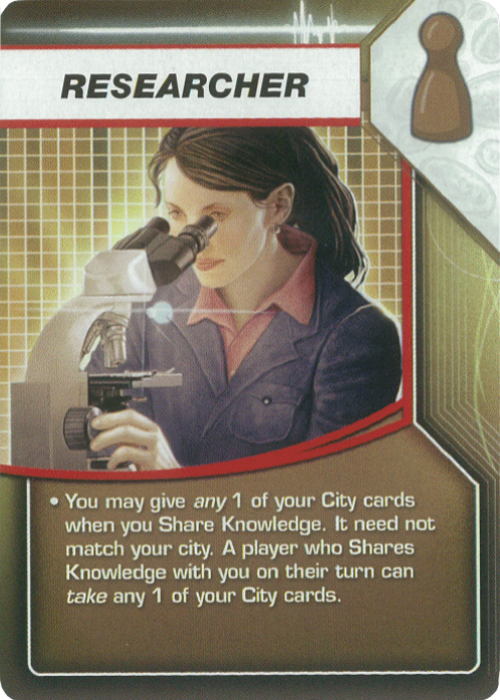 RESEARCHER
• You may give any 1 of your City cards
when you Share Knowledge. It need not
match your city. A player who Shares
Knowledge with you on their turn can
take any 1 of your City cards.